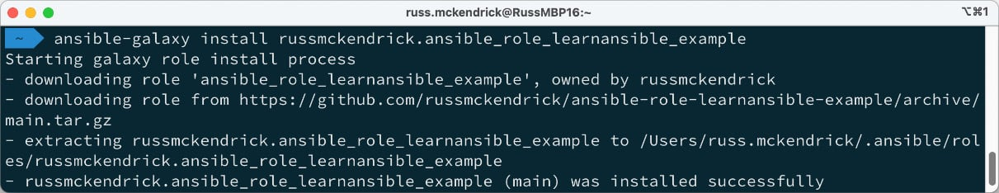 russ.mckendrick@RussMBP16:~
⌥⌘1
~ ansible-galaxy install russmckendrick.ansible_role_learnansible_example
Starting galaxy role install process
- downloading role 'ansible_role_learnansible_example', owned by russmckendrick
- downloading role from https://github.com/russmckendrick/ansible-role-learnansible-example/archive/
main.tar.gz
- extracting russmckendrick.ansible_role_learnansible_example to /Users/russ.mckendrick/.ansible/rol
es/russmckendrick.ansible_role_learnansible_example
- russmckendrick.ansible_role_learnansible_example (main) was installed successfully